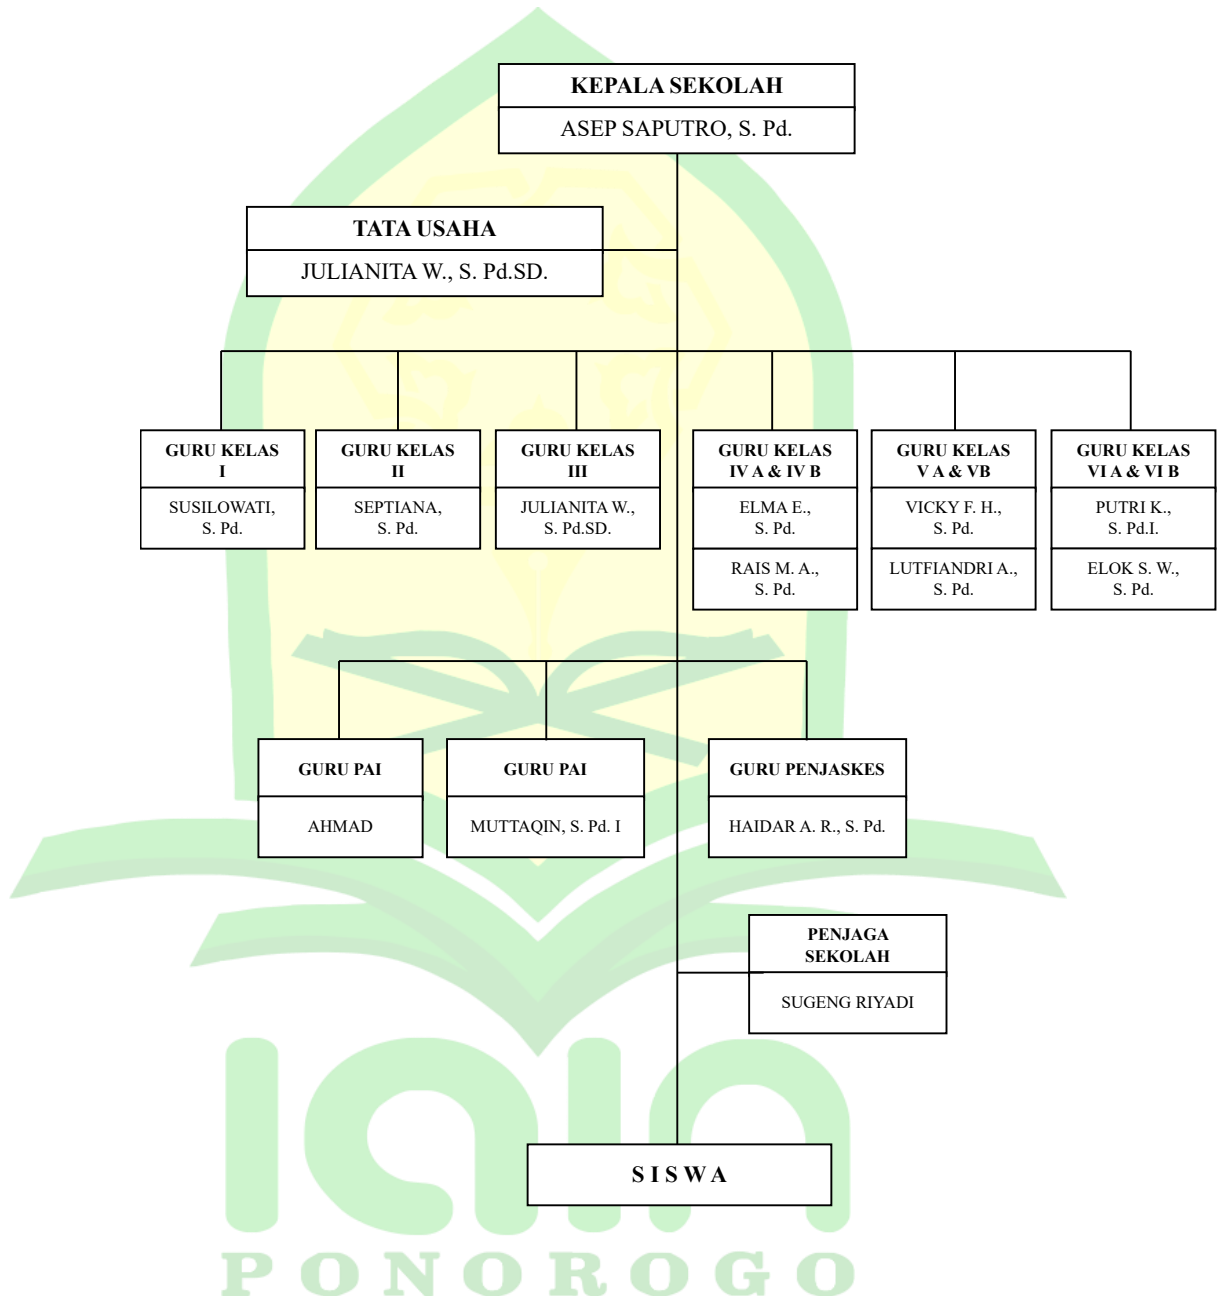 KEPALA SEKOLAH
ASEP SAPUTRO, S. Pd.
TATA USAHA
JULIANITA W., S. Pd.SD.
GURU KELAS
I
SUSILOWATI,
S. Pd.
GURU KELAS
II
SEPTIANA,
S. Pd.
GURU KELAS
III
JULIANITA W.,
S. Pd.SD.
GURU KELAS
IV A & IV B
ELMA E.,
S. Pd.
RAIS M. A.,
S. Pd.
GURU KELAS
V A & VB
VICKY F. H.,
S. Pd.
LUTFIANDRI A.,
S. Pd.
GURU KELAS
VI A & VI B
PUTRI K.,
S. Pd.I.
ELOK S. W.,
S. Pd.
GURU PAI
AHMAD
GURU PAI
MUTTAQIN, S. Pd. I
GURU PENJASKES
HAIDAR A. R., S. Pd.
PENJAGA
SEKOLAH
SUGENG RIYADI
S I S W A
IAIN
PONOROGO